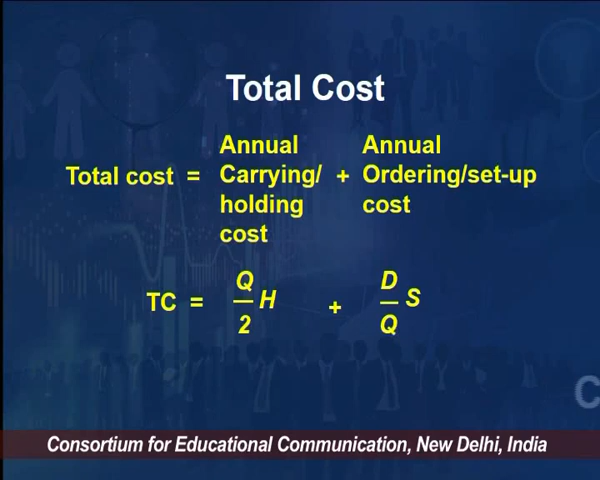 Total Cost
Total cost = Annual Carrying/ holding cost + Annual Ordering/set-up cost
TC = Q/2 H + D/Q S
C
Consortium for Educational Communication, New Delhi, India